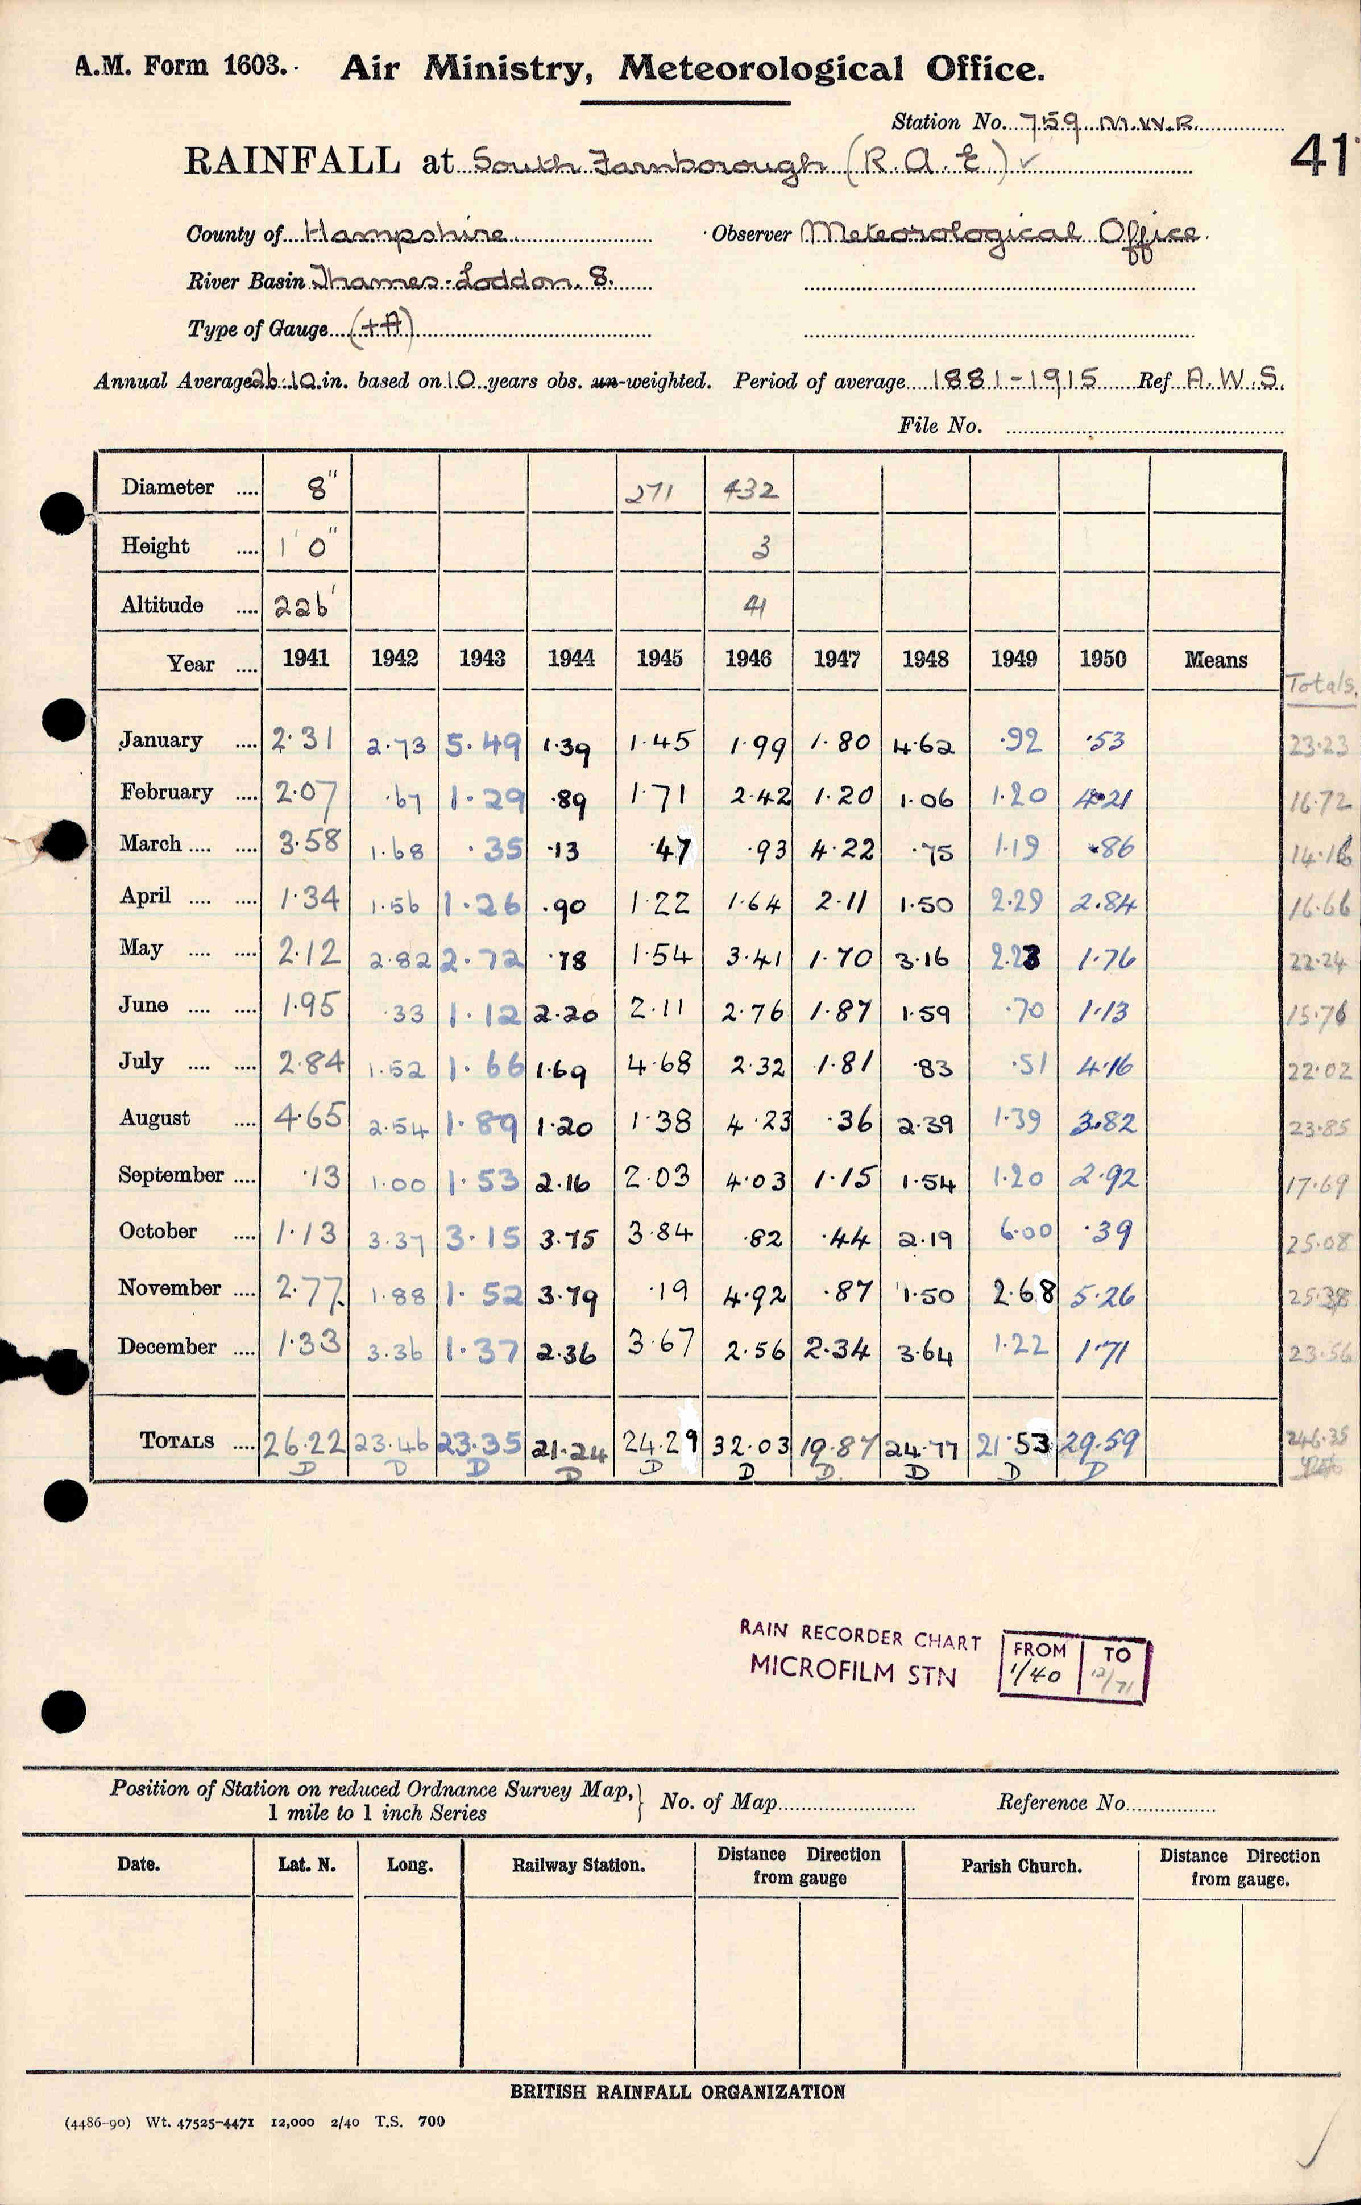 A.M. Form 1603. Air Ministry, Meteorological Office.
Station No. 759 M.W.R.
41
RAINFALL at South Farnborough (R.A.E.) ✓
County of Hampshire Observer Meteorological Office.
River Basin Thames-Loddon. 8.
Type of Gauge (+A)
Annual Average 26.10 in. based on 10 years obs. un-weighted. Period of average 1881-1915 Ref A.W.S.
File No.
Diameter .... 8" 271 432
Height .... 1' 0" 3
Altitude .... 226' 41
Year .... 1941 1942 1943 1944 1945 1946 1947 1948 1949 1950 Means Totals.
January .... 2.31 2.73 5.49 1.39 1.45 1.99 1.80 4.62 .92 .53 23.23
February .... 2.07 .67 1.29 .89 1.71 2.42 1.20 1.06 1.20 4.21 16.72
March .... .... 3.58 1.68 .35 .13 .47 .93 4.22 .75 1.19 .86 14.16
April .... .... 1.34 1.56 1.26 .90 1.22 1.64 2.11 1.50 2.29 2.84 16.66
May .... .... 2.12 2.82 2.72 .78 1.54 3.41 1.70 3.16 2.23 1.76 22.24
June .... .... 1.95 .33 1.12 2.20 2.11 2.76 1.87 1.59 .70 1.13 15.76
July .... .... 2.84 1.52 1.66 1.69 4.68 2.32 1.81 .83 .51 4.16 22.02
August .... 4.65 2.54 1.89 1.20 1.38 4.23 .36 2.39 1.39 3.82 23.85
September .... .13 1.00 1.53 2.16 2.03 4.03 1.15 1.54 1.20 2.92 17.69
October .... 1.13 3.37 3.15 3.75 3.84 .82 .44 2.19 6.00 .39 25.08
November .... 2.77 1.88 1.52 3.79 .19 4.92 .87 1.50 2.68 5.26 25.38
December .... 1.33 3.36 1.37 2.36 3.67 2.56 2.34 3.64 1.22 1.71 23.56
TOTALS .... 26.22 23.46 23.35 21.24 24.29 32.03 19.87 24.77 21.53 29.59 246.35
D D D D D D D D D D
RAIN RECORDER CHART
MICROFILM STN
FROM TO
1/40 12/71
Position of Station on reduced Ordnance Survey Map,
1 mile to 1 inch Series
No. of Map Reference No.
Date. Lat. N. Long. Railway Station. Distance Direction from gauge Parish Church. Distance Direction from gauge.
BRITISH RAINFALL ORGANIZATION
(4486-90) Wt. 47525-4471 12,000 2/40 T.S. 700